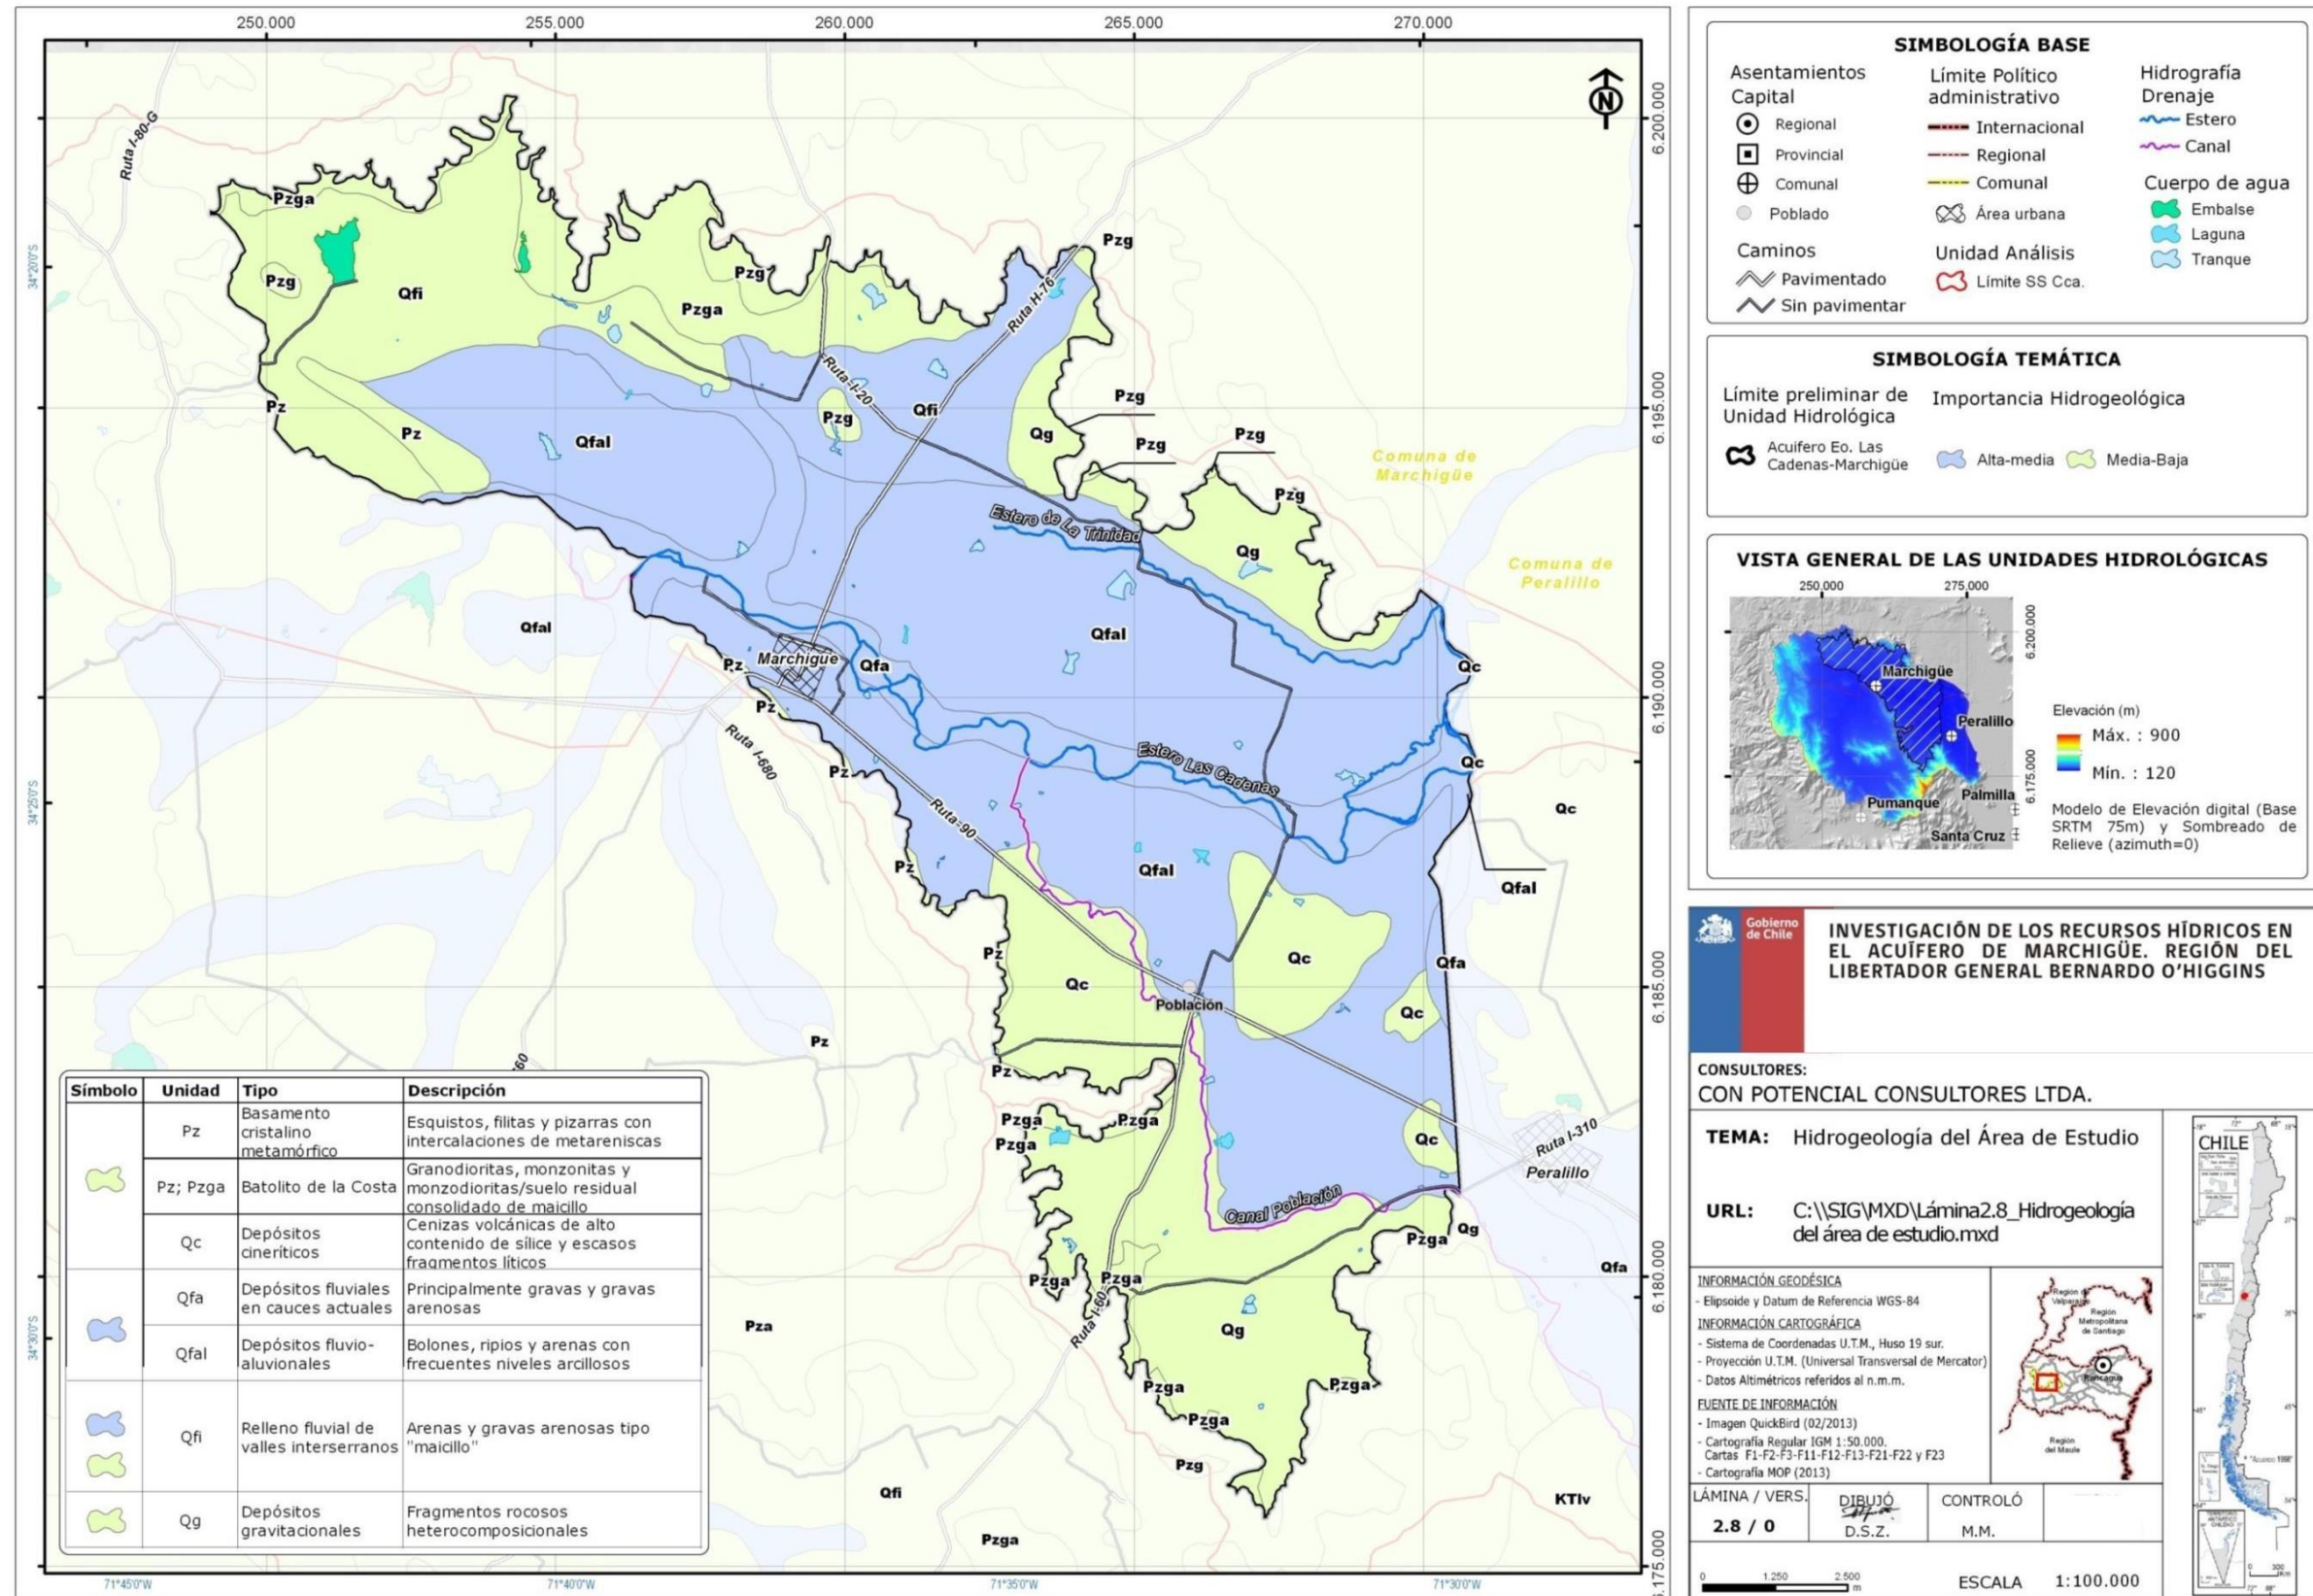 250.000
255.000
260.000
265.000
270.000
6.200.000
6.195.000
6.190.000
6.185.000
6.180.000
6.175.000
34°20'0"S
34°25'0"S
34°30'0"S
71°45'0"W
71°40'0"W
71°35'0"W
71°30'0"W
N
Ruta I-80-G
Pzga
Pzg
Qfi
Pzg
Pzga
Pzg
Ruta H-76
Ruta-I-20
Pz
Pz
Pzg
Qfi
Qfal
Qg
Pzg
Pzg
Pzg
Pzg
Comuna de
Marchigüe
Comuna de
Peralillo
Estero de La Trinidad
Qg
Qfal
Qfal
Marchigüe
Qfa
Qc
Pz
Pz
Ruta I-680
Pz
Estero Las Cadenas
Qc
Qc
Ruta-90
Pz
Qfal
Qfal
Pz
Qc
Qc
Qfa
Qc
Población
Pz
Pz
Pzga
Pzga
Pzga
Qc
Ruta I-310
Peralillo
Canal Población
Qg
Pzga
Qfa
Pzga
Pzga
Ruta I-60
Qg
Pza
Pzga
Pzga
Pzga
Pzg
Qfi
KTlv
Pzga
Símbolo Unidad Tipo Descripción
Pz
Basamento
cristalino
metamórfico
Esquistos, filitas y pizarras con
intercalaciones de metareniscas
Pz; Pzga
Batolito de la Costa
Granodioritas, monzonitas y
monzodioritas/suelo residual
consolidado de maicillo
Qc
Depósitos
cineríticos
Cenizas volcánicas de alto
contenido de sílice y escasos
fragmentos líticos
Qfa
Depósitos fluviales
en cauces actuales
Principalmente gravas y gravas
arenosas
Qfal
Depósitos fluvio-
aluvionales
Bolones, ripios y arenas con
frecuentes niveles arcillosos
Qfi
Relleno fluvial de
valles interserranos
Arenas y gravas arenosas tipo
"maicillo"
Qg
Depósitos
gravitacionales
Fragmentos rocosos
heterocomposicionales
SIMBOLOGÍA BASE
Asentamientos
Capital
Regional
Provincial
Comunal
Poblado
Caminos
Pavimentado
Sin pavimentar
Límite Político
administrativo
Internacional
Regional
Comunal
Área urbana
Unidad Análisis
Límite SS Cca.
Hidrografía
Drenaje
Estero
Canal
Cuerpo de agua
Embalse
Laguna
Tranque
SIMBOLOGÍA TEMÁTICA
Límite preliminar de
Unidad Hidrológica
Acuifero Eo. Las
Cadenas-Marchigüe
Importancia Hidrogeológica
Alta-media
Media-Baja
VISTA GENERAL DE LAS UNIDADES HIDROLÓGICAS
250.000
275.000
6.200.000
6.175.000
Marchigüe
Peralillo
Pumanque
Palmilla
Santa Cruz
Elevación (m)
Máx. : 900
Mín. : 120
Modelo de Elevación digital (Base
SRTM 75m) y Sombreado de
Relieve (azimuth=0)
Gobierno
de Chile
INVESTIGACIÓN DE LOS RECURSOS HÍDRICOS EN
EL ACUÍFERO DE MARCHIGÜE. REGIÓN DEL
LIBERTADOR GENERAL BERNARDO O'HIGGINS
CONSULTORES:
CON POTENCIAL CONSULTORES LTDA.
TEMA: Hidrogeología del Área de Estudio
URL: C:\\SIG\MXD\Lámina2.8_Hidrogeología
del área de estudio.mxd
INFORMACIÓN GEODÉSICA
- Elipsoide y Datum de Referencia WGS-84
INFORMACIÓN CARTOGRÁFICA
- Sistema de Coordenadas U.T.M., Huso 19 sur.
- Proyección U.T.M. (Universal Transversal de Mercator)
- Datos Altimétricos referidos al n.m.m.
FUENTE DE INFORMACIÓN
- Imagen QuickBird (02/2013)
- Cartografía Regular IGM 1:50.000.
Cartas F1-F2-F3-F11-F12-F13-F21-F22 y F23
- Cartografía MOP (2013)
Región
Metropolitana
de Santiago
Rancagua
Región
del Maule
CHILE
LÁMINA / VERS.
2.8 / 0
DIBUJÓ
D.S.Z.
CONTROLÓ
M.M.
0 1.250 2.500
m
ESCALA 1:100.000